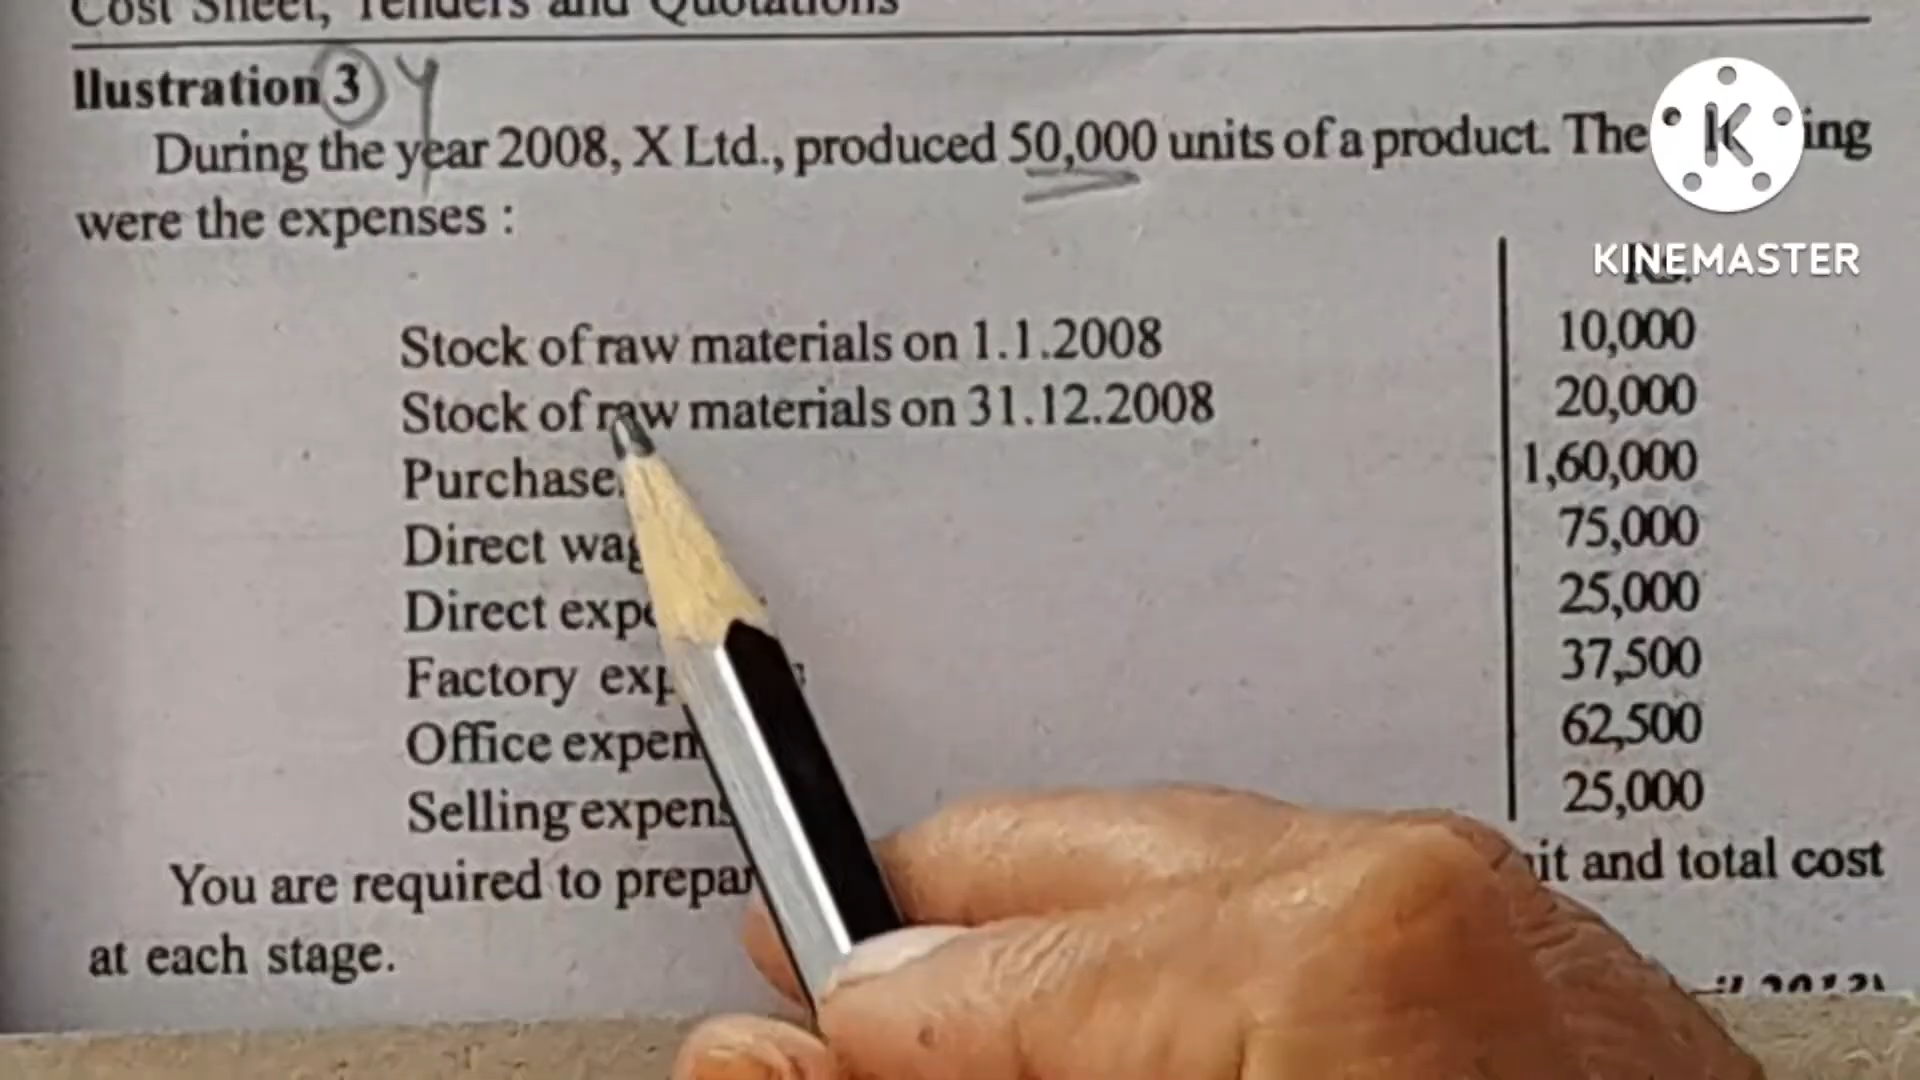 Cost Sheet, Tenders and Quotations
Ilustration 3 y
During the year 2008, X Ltd., produced 50,000 units of a product. The ing
were the expenses :
KINEMASTER
Rs.
Stock of raw materials on 1.1.2008 10,000
Stock of raw materials on 31.12.2008 20,000
Purchase 1,60,000
Direct wag 75,000
Direct exp 25,000
Factory exp 37,500
Office expen 62,500
Selling expens 25,000
You are required to prepar it and total cost
at each stage.